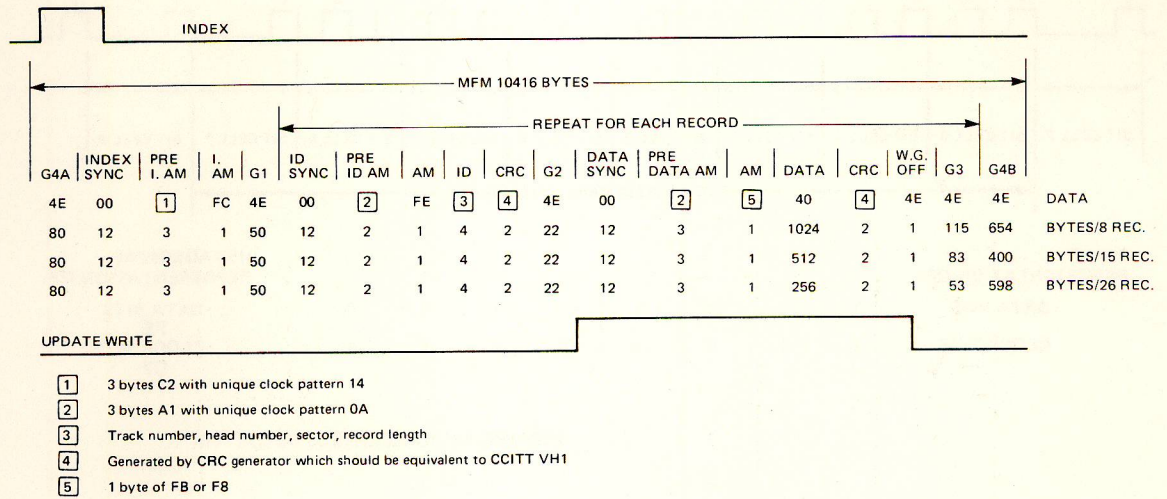 INDEX
MFM 10416 BYTES
REPEAT FOR EACH RECORD
G4A INDEX SYNC PRE I. AM I. AM G1 ID SYNC PRE ID AM AM ID CRC G2 DATA SYNC PRE DATA AM AM DATA CRC W.G. OFF G3 G4B
4E 00 1 FC 4E 00 2 FE 3 4 4E 00 2 5 40 4 4E 4E 4E DATA
80 12 3 1 50 12 2 1 4 2 22 12 3 1 1024 2 1 115 654 BYTES/8 REC.
80 12 3 1 50 12 2 1 4 2 22 12 3 1 512 2 1 83 400 BYTES/15 REC.
80 12 3 1 50 12 2 1 4 2 22 12 3 1 256 2 1 53 598 BYTES/26 REC.
UPDATE WRITE
1 3 bytes C2 with unique clock pattern 14
2 3 bytes A1 with unique clock pattern 0A
3 Track number, head number, sector, record length
4 Generated by CRC generator which should be equivalent to CCITT VH1
5 1 byte of FB or F8